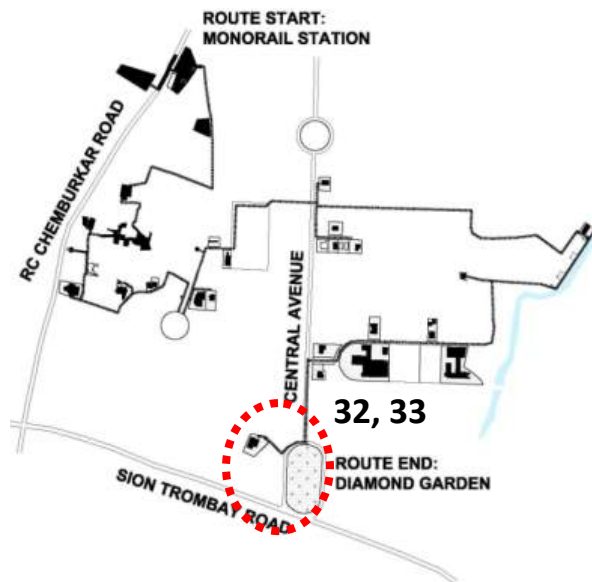 ROUTE START:
MONORAIL STATION
RC CHEMBURKAR ROAD
CENTRAL AVENUE
32, 33
ROUTE END:
DIAMOND GARDEN
SION TROMBAY ROAD